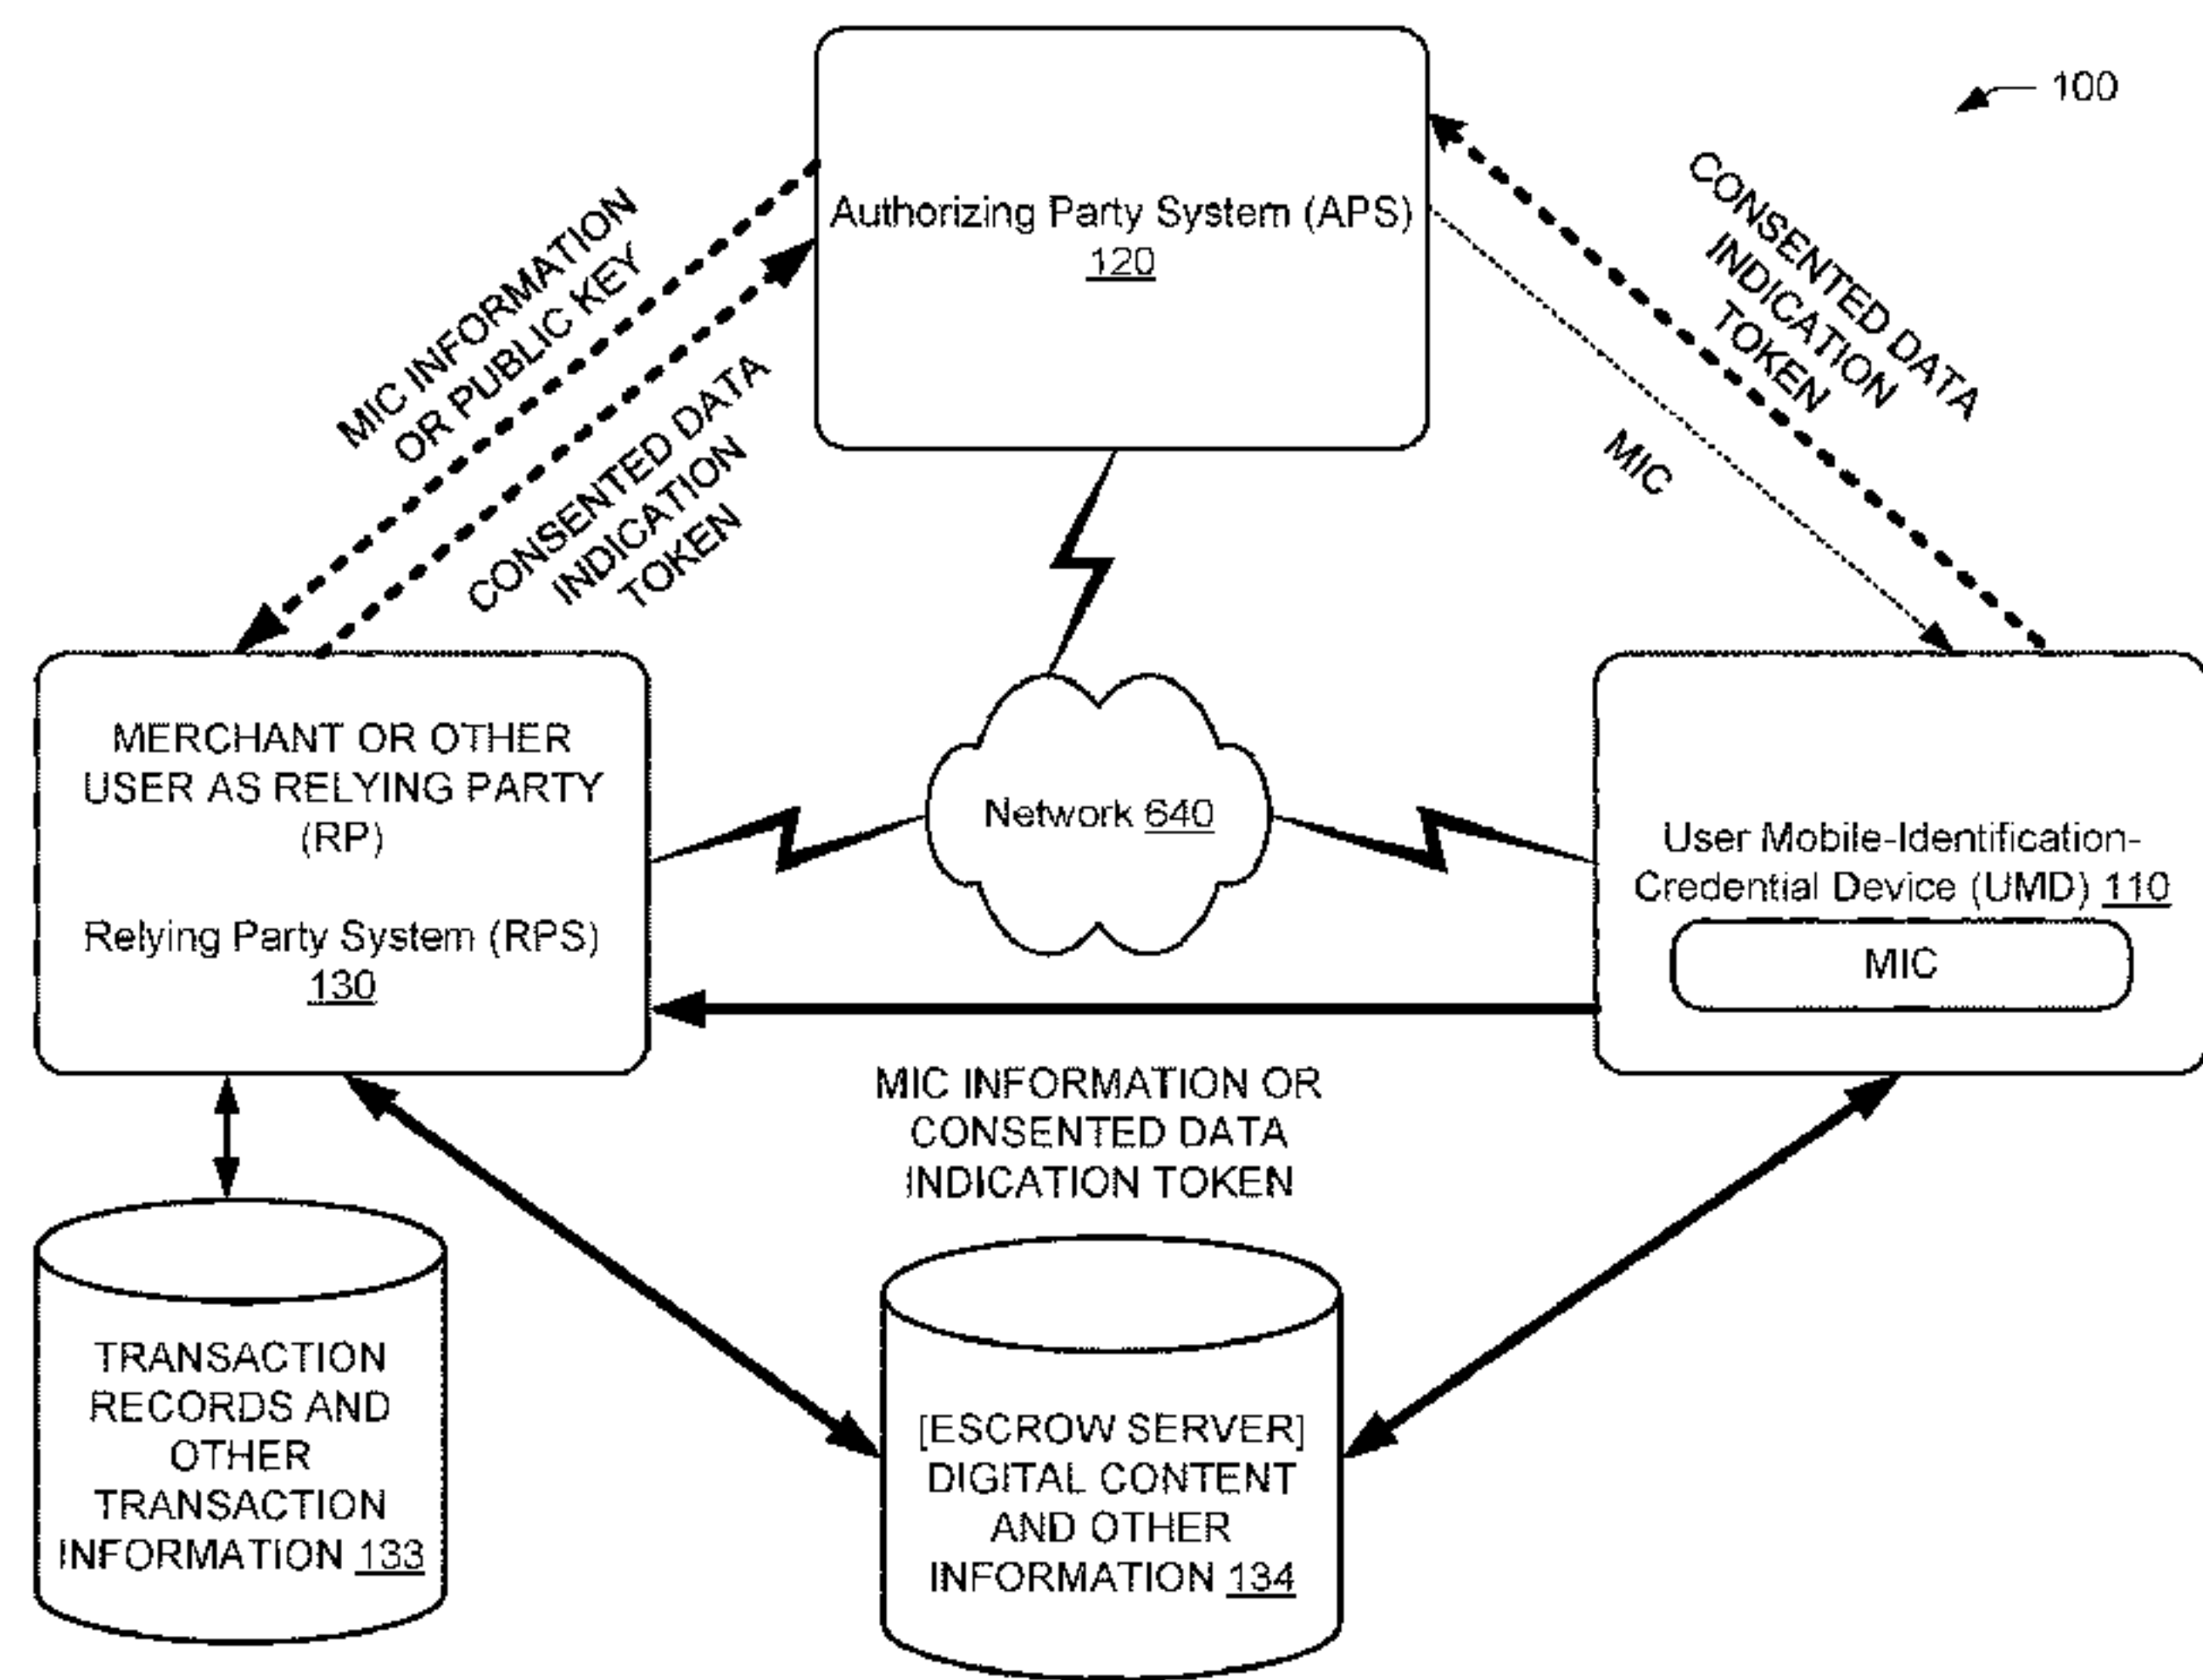 100
Authorizing Party System (APS)
120
MIC INFORMATION
OR PUBLIC KEY
CONSENTED DATA
INDICATION
TOKEN
CONSENTED DATA
INDICATION
TOKEN
MIC
MERCHANT OR OTHER
USER AS RELYING PARTY
(RP)
Relying Party System (RPS)
130
Network 640
User Mobile-Identification-
Credential Device (UMD) 110
MIC
MIC INFORMATION OR
CONSENTED DATA
INDICATION TOKEN
TRANSACTION
RECORDS AND
OTHER
TRANSACTION
INFORMATION 133
[ESCROW SERVER]
DIGITAL CONTENT
AND OTHER
INFORMATION 134